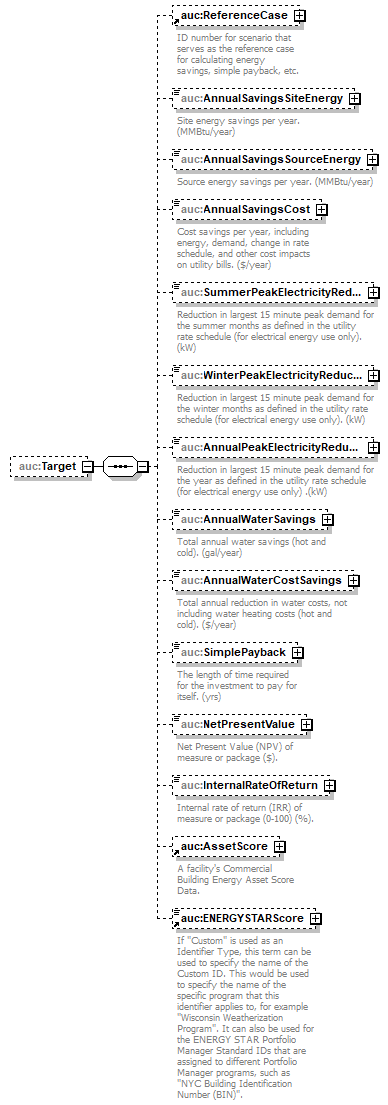 auc:ReferenceCase
ID number for scenario that
serves as the reference case
for calculating energy
savings, simple payback, etc.
auc:AnnualSavingsSiteEnergy
Site energy savings per year.
(MMBtu/year)
auc:AnnualSavingsSourceEnergy
Source energy savings per year. (MMBtu/year)
auc:AnnualSavingsCost
Cost savings per year, including
energy, demand, change in rate
schedule, and other cost impacts
on utility bills. ($/year)
auc:SummerPeakElectricityRed...
Reduction in largest 15 minute peak demand for
the summer months as defined in the utility
rate schedule (for electrical energy use only).
(kW)
auc:WinterPeakElectricityReduc...
Reduction in largest 15 minute peak demand for
the winter months as defined in the utility rate
schedule (for electrical energy use only). (kW)
auc:AnnualPeakElectricityRedu...
Reduction in largest 15 minute peak demand for
the year as defined in the utility rate schedule
(for electrical energy use only) .(kW)
auc:Target
auc:AnnualWaterSavings
Total annual water savings (hot and
cold). (gal/year)
auc:AnnualWaterCostSavings
Total annual reduction in water costs, not
including water heating costs (hot and
cold). ($/year)
auc:SimplePayback
The length of time required
for the investment to pay for
itself. (yrs)
auc:NetPresentValue
Net Present Value (NPV) of
measure or package ($).
auc:InternalRateOfReturn
Internal rate of return (IRR) of
measure or package (0-100) (%).
auc:AssetScore
A facility's Commercial
Building Energy Asset Score
Data.
auc:ENERGYSTARScore
If "Custom" is used as an
Identifier Type, this term can be
used to specify the name of the
Custom ID. This would be used
to specify the name of the
specific program that this
identifier applies to, for example
"Wisconsin Weatherization
Program". It can also be used for
the ENERGY STAR Portfolio
Manager Standard IDs that are
assigned to different Portfolio
Manager programs, such as
"NYC Building Identification
Number (BIN)".